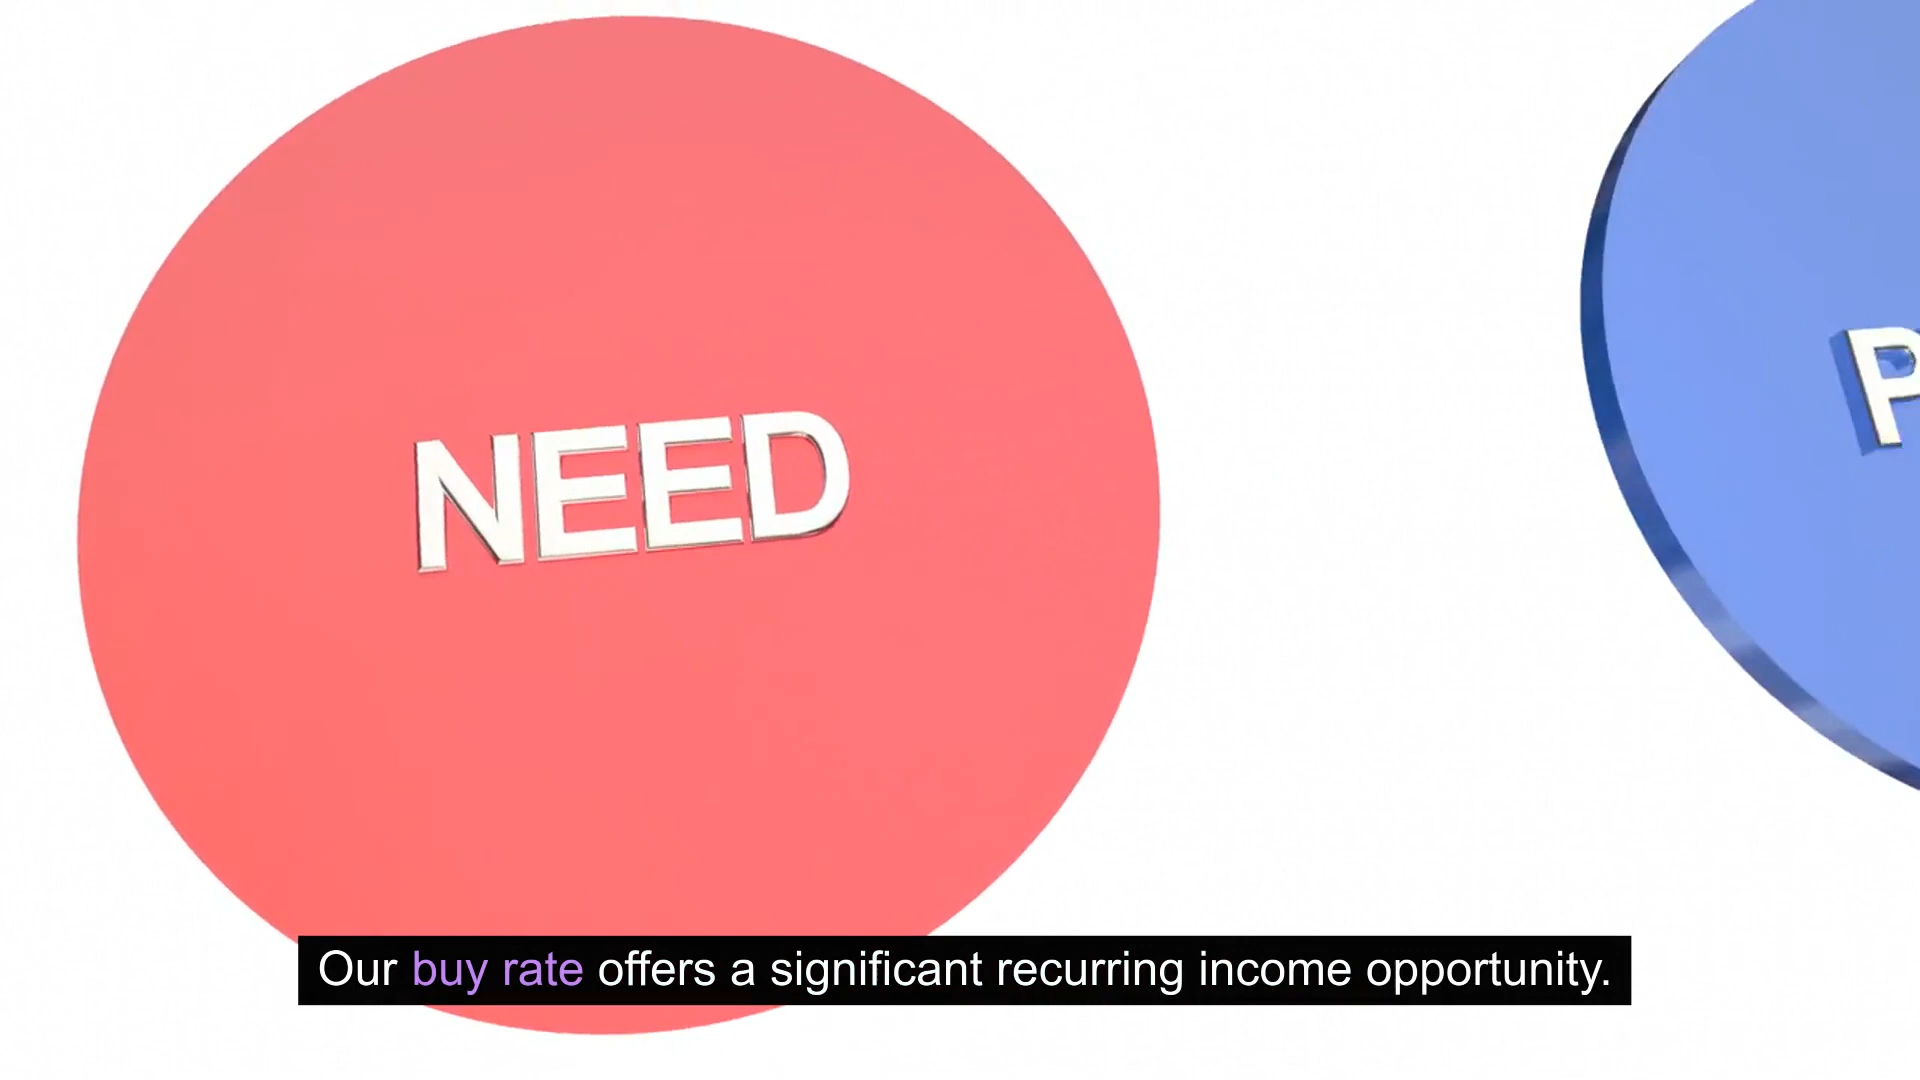 NEED
P
Our buy rate offers a significant recurring income opportunity.